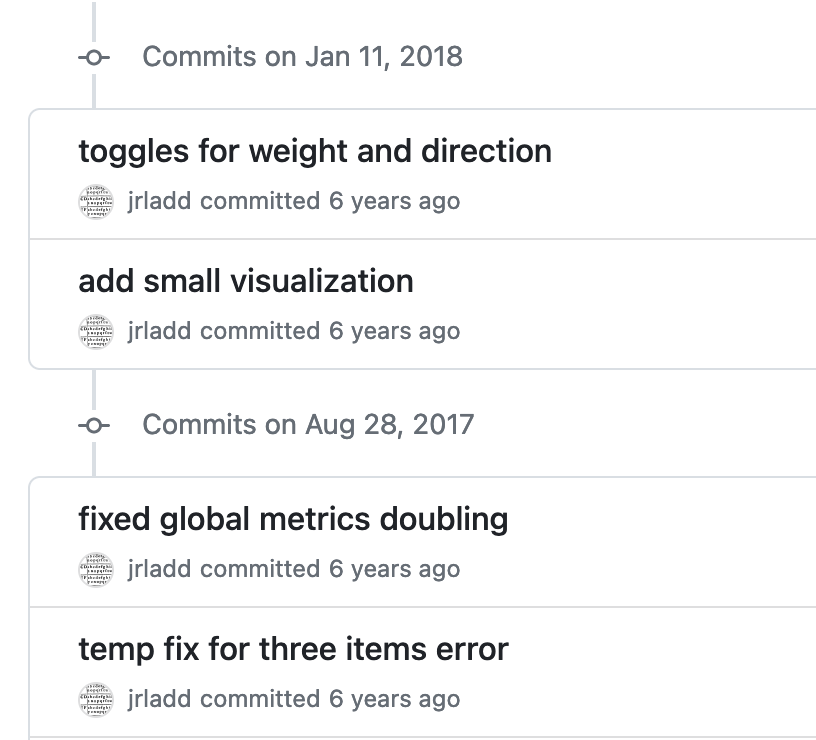 Commits on Jan 11, 2018
toggles for weight and direction
jrladd committed 6 years ago
add small visualization
jrladd committed 6 years ago
Commits on Aug 28, 2017
fixed global metrics doubling
jrladd committed 6 years ago
temp fix for three items error
jrladd committed 6 years ago